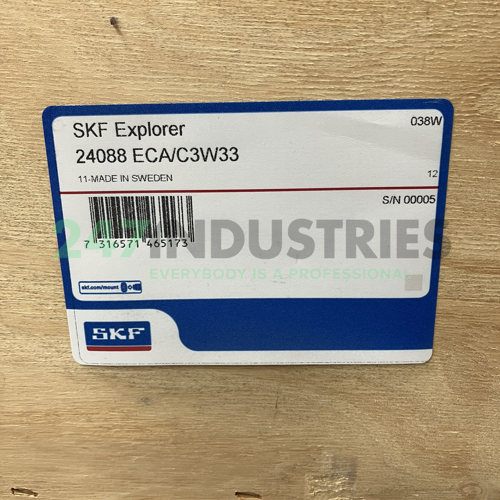 SKF Explorer
038W
24088 ECA/C3W33
11-MADE IN SWEDEN
12
S/N 00005
7 316571 465173
247INDUSTRIES
EVERYBODY IS A PROFESSIONAL
skf.com/mount
SKF